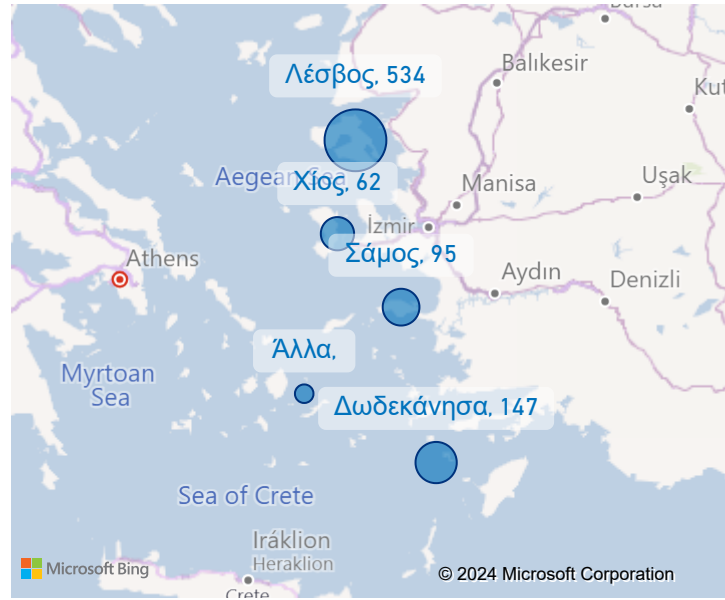 Bursa
Λέσβος, 534
Balıkesir
Kut
Aegean Sea
Χίος, 62
Manisa
Uşak
İzmir
Σάμος, 95
Athens
Aydın
Denizli
Άλλα,
Myrtoan
Sea
Δωδεκάνησα, 147
Sea of Crete
Iráklion
Heraklion
Crete
Microsoft Bing
© 2024 Microsoft Corporation